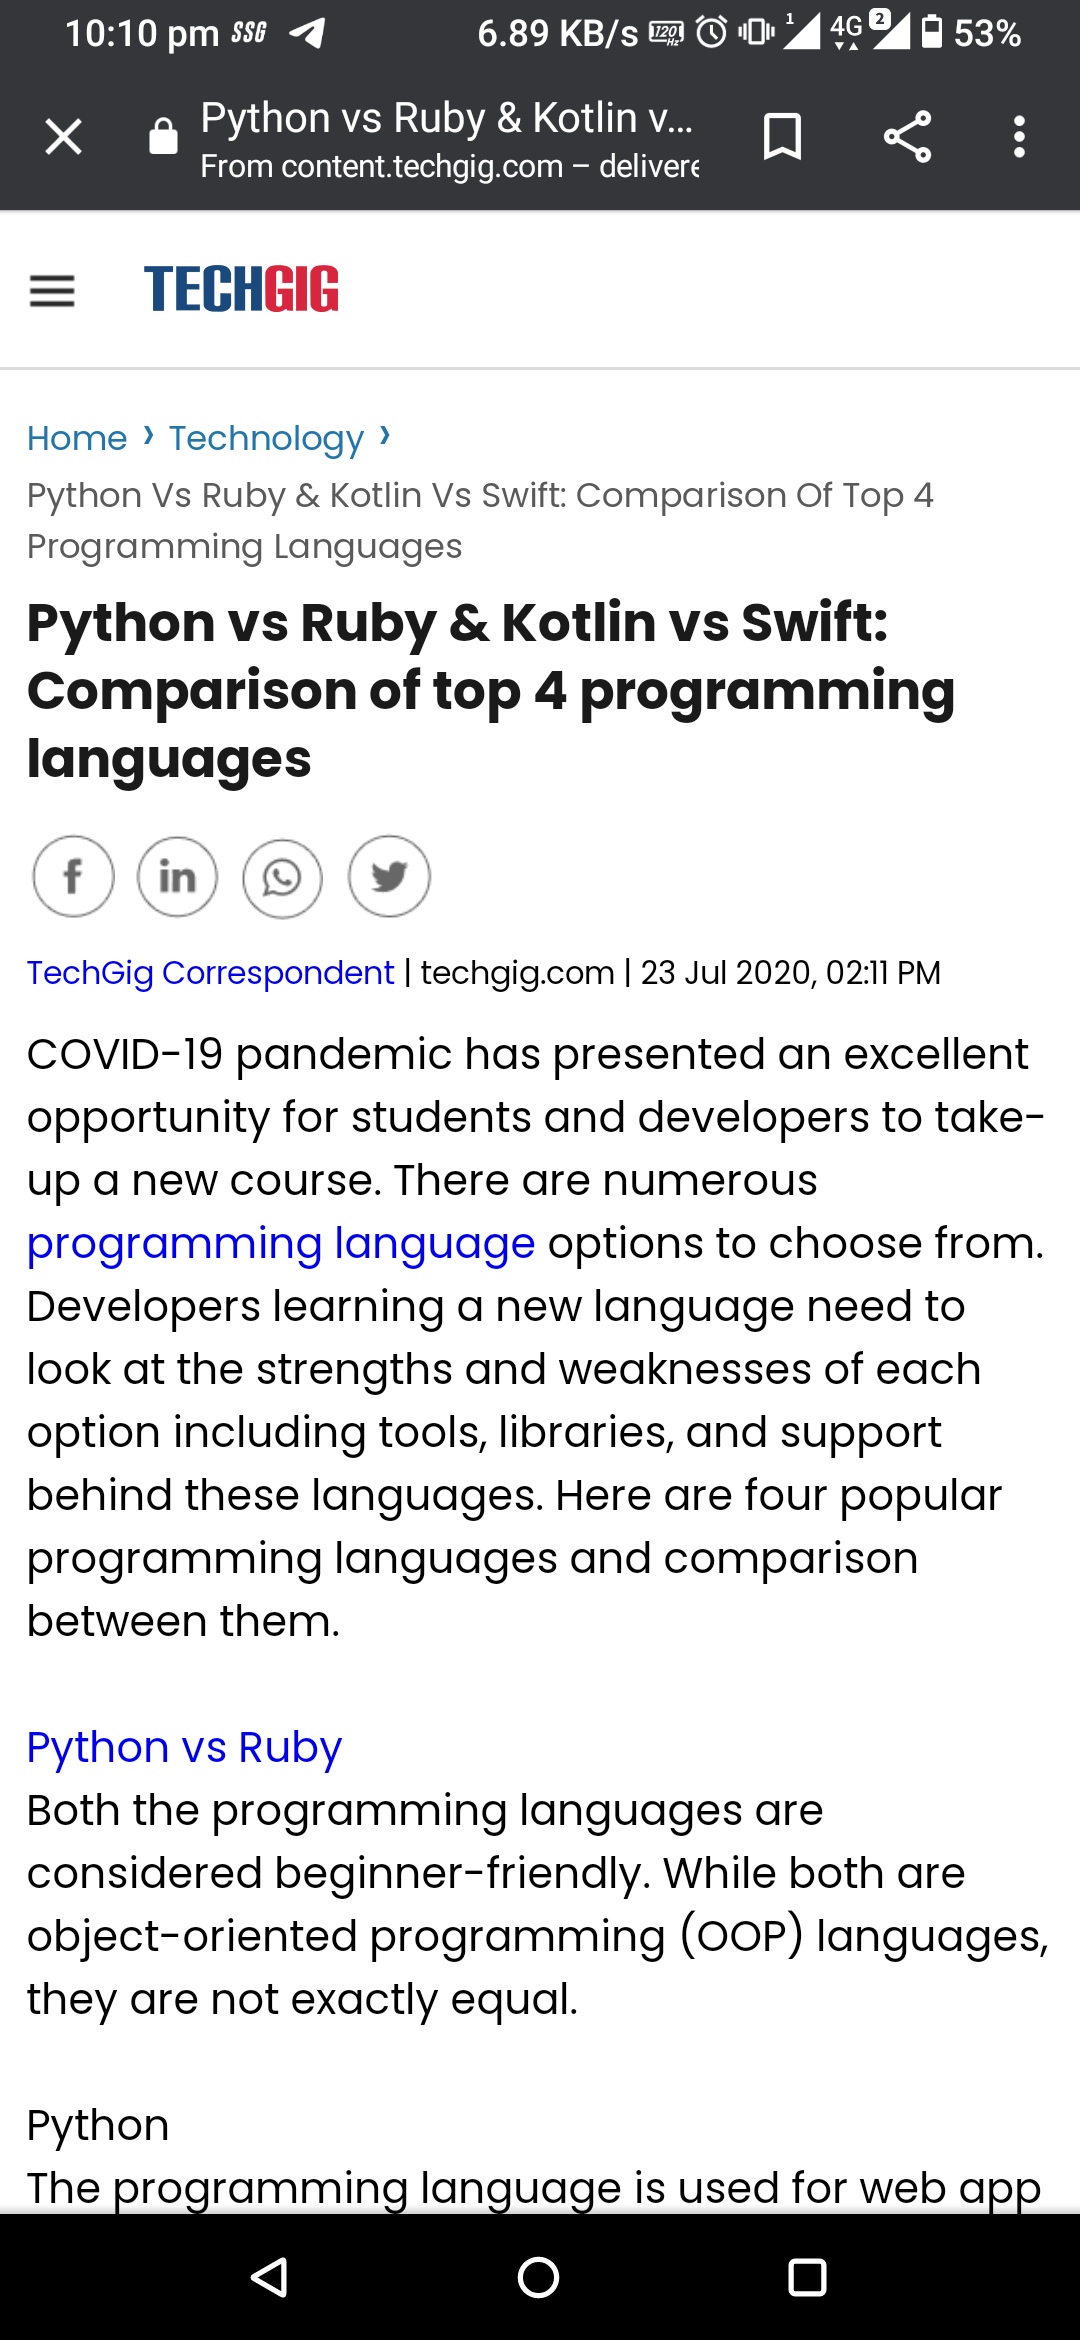 10:10 pm SSG
6.89 KB/s 120Hz 1 4G 2 53%
Python vs Ruby & Kotlin v...
From content.techgig.com – delivere
TECHGIG
Home › Technology ›
Python Vs Ruby & Kotlin Vs Swift: Comparison Of Top 4
Programming Languages
Python vs Ruby & Kotlin vs Swift:
Comparison of top 4 programming
languages
f in
TechGig Correspondent | techgig.com | 23 Jul 2020, 02:11 PM
COVID-19 pandemic has presented an excellent
opportunity for students and developers to take-
up a new course. There are numerous
programming language options to choose from.
Developers learning a new language need to
look at the strengths and weaknesses of each
option including tools, libraries, and support
behind these languages. Here are four popular
programming languages and comparison
between them.
Python vs Ruby
Both the programming languages are
considered beginner-friendly. While both are
object-oriented programming (OOP) languages,
they are not exactly equal.
Python
The programming language is used for web app